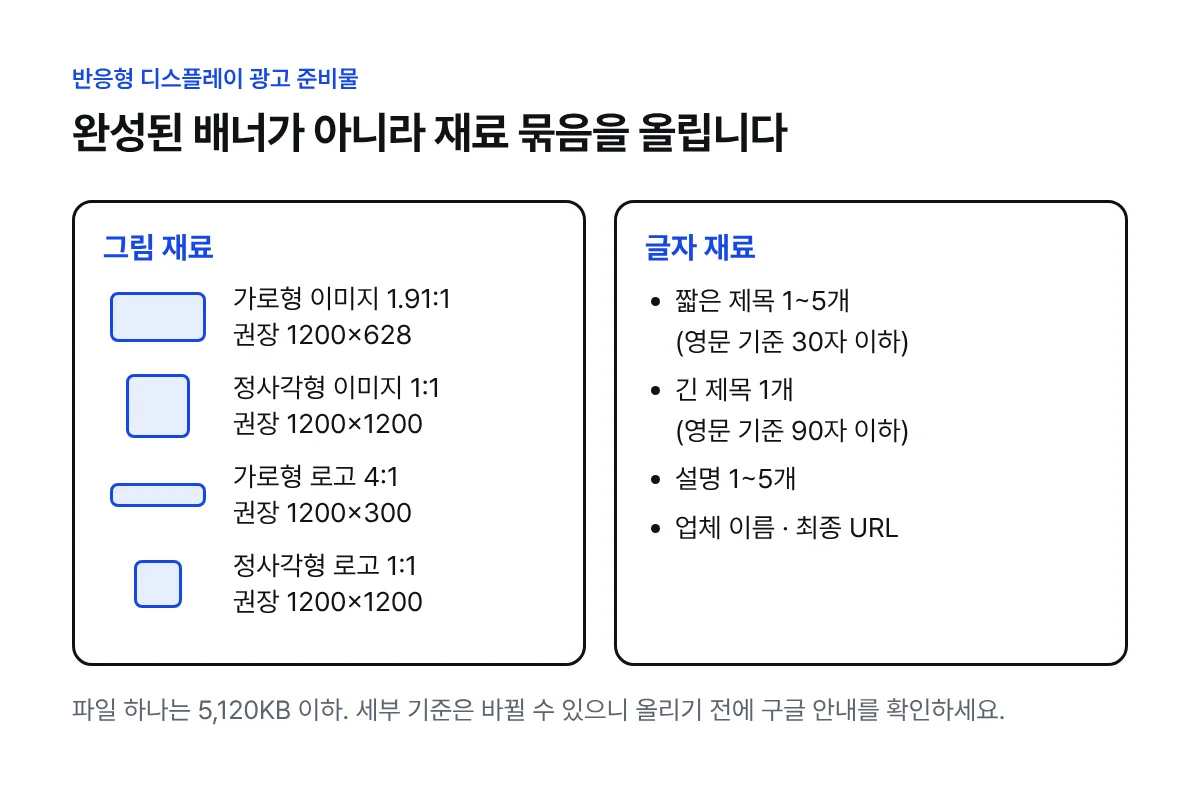 반응형 디스플레이 광고 준비물
완성된 배너가 아니라 재료 묶음을 올립니다
그림 재료
가로형 이미지 1.91:1
권장 1200×628
정사각형 이미지 1:1
권장 1200×1200
가로형 로고 4:1
권장 1200×300
정사각형 로고 1:1
권장 1200×1200
글자 재료
• 짧은 제목 1~5개
(영문 기준 30자 이하)
• 긴 제목 1개
(영문 기준 90자 이하)
• 설명 1~5개
• 업체 이름 · 최종 URL
파일 하나는 5,120KB 이하. 세부 기준은 바뀔 수 있으니 올리기 전에 구글 안내를 확인하세요.